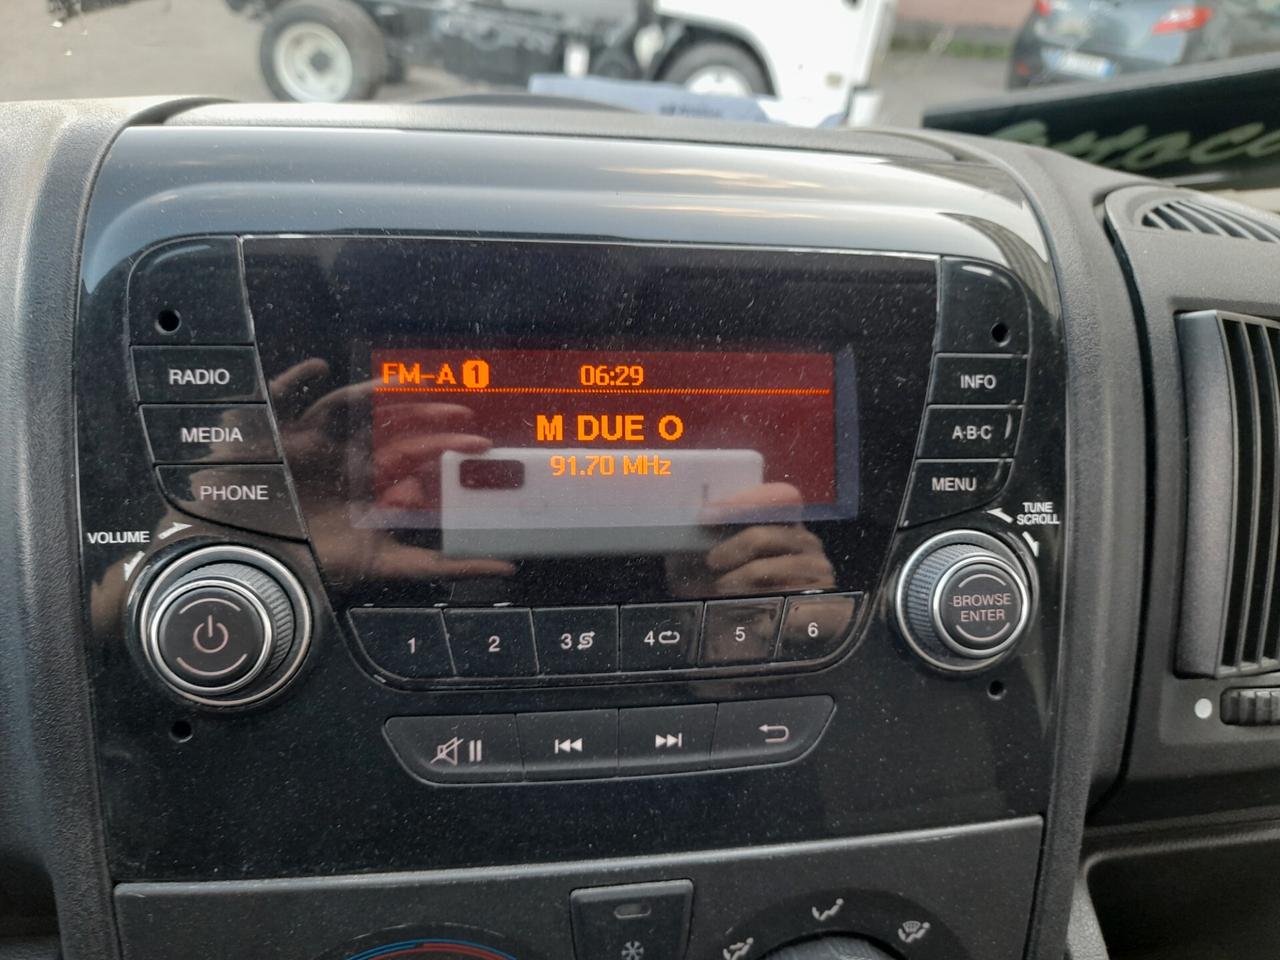 RADIO
MEDIA
PHONE
VOLUME
FM-A 1
06:29
M DUE O
91.70 MHz
INFO
A·B·C
MENU
TUNE
SCROLL
BROWSE
ENTER
1
2
3
4
5
6